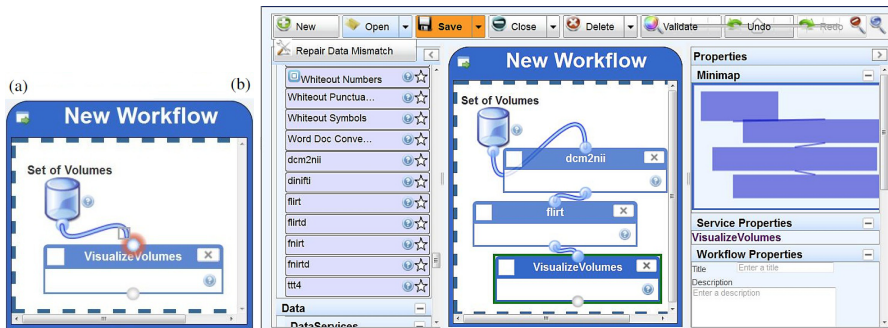 (a)
New Workflow
Set of Volumes
VisualizeVolumes
(b)
New
Open
Save
Close
Delete
Validate
Undo
Redo
Repair Data Mismatch
Whiteout Numbers
Whiteout Punctua...
Whiteout Symbols
Word Doc Conve...
dcm2nii
dinifti
flirt
flirtd
fnirt
fnirtd
ttt4
Data
DataServices
New Workflow
Set of Volumes
dcm2nii
flirt
VisualizeVolumes
Properties
Minimap
Service Properties
VisualizeVolumes
Workflow Properties
Title
Enter a title
Description
Enter a description